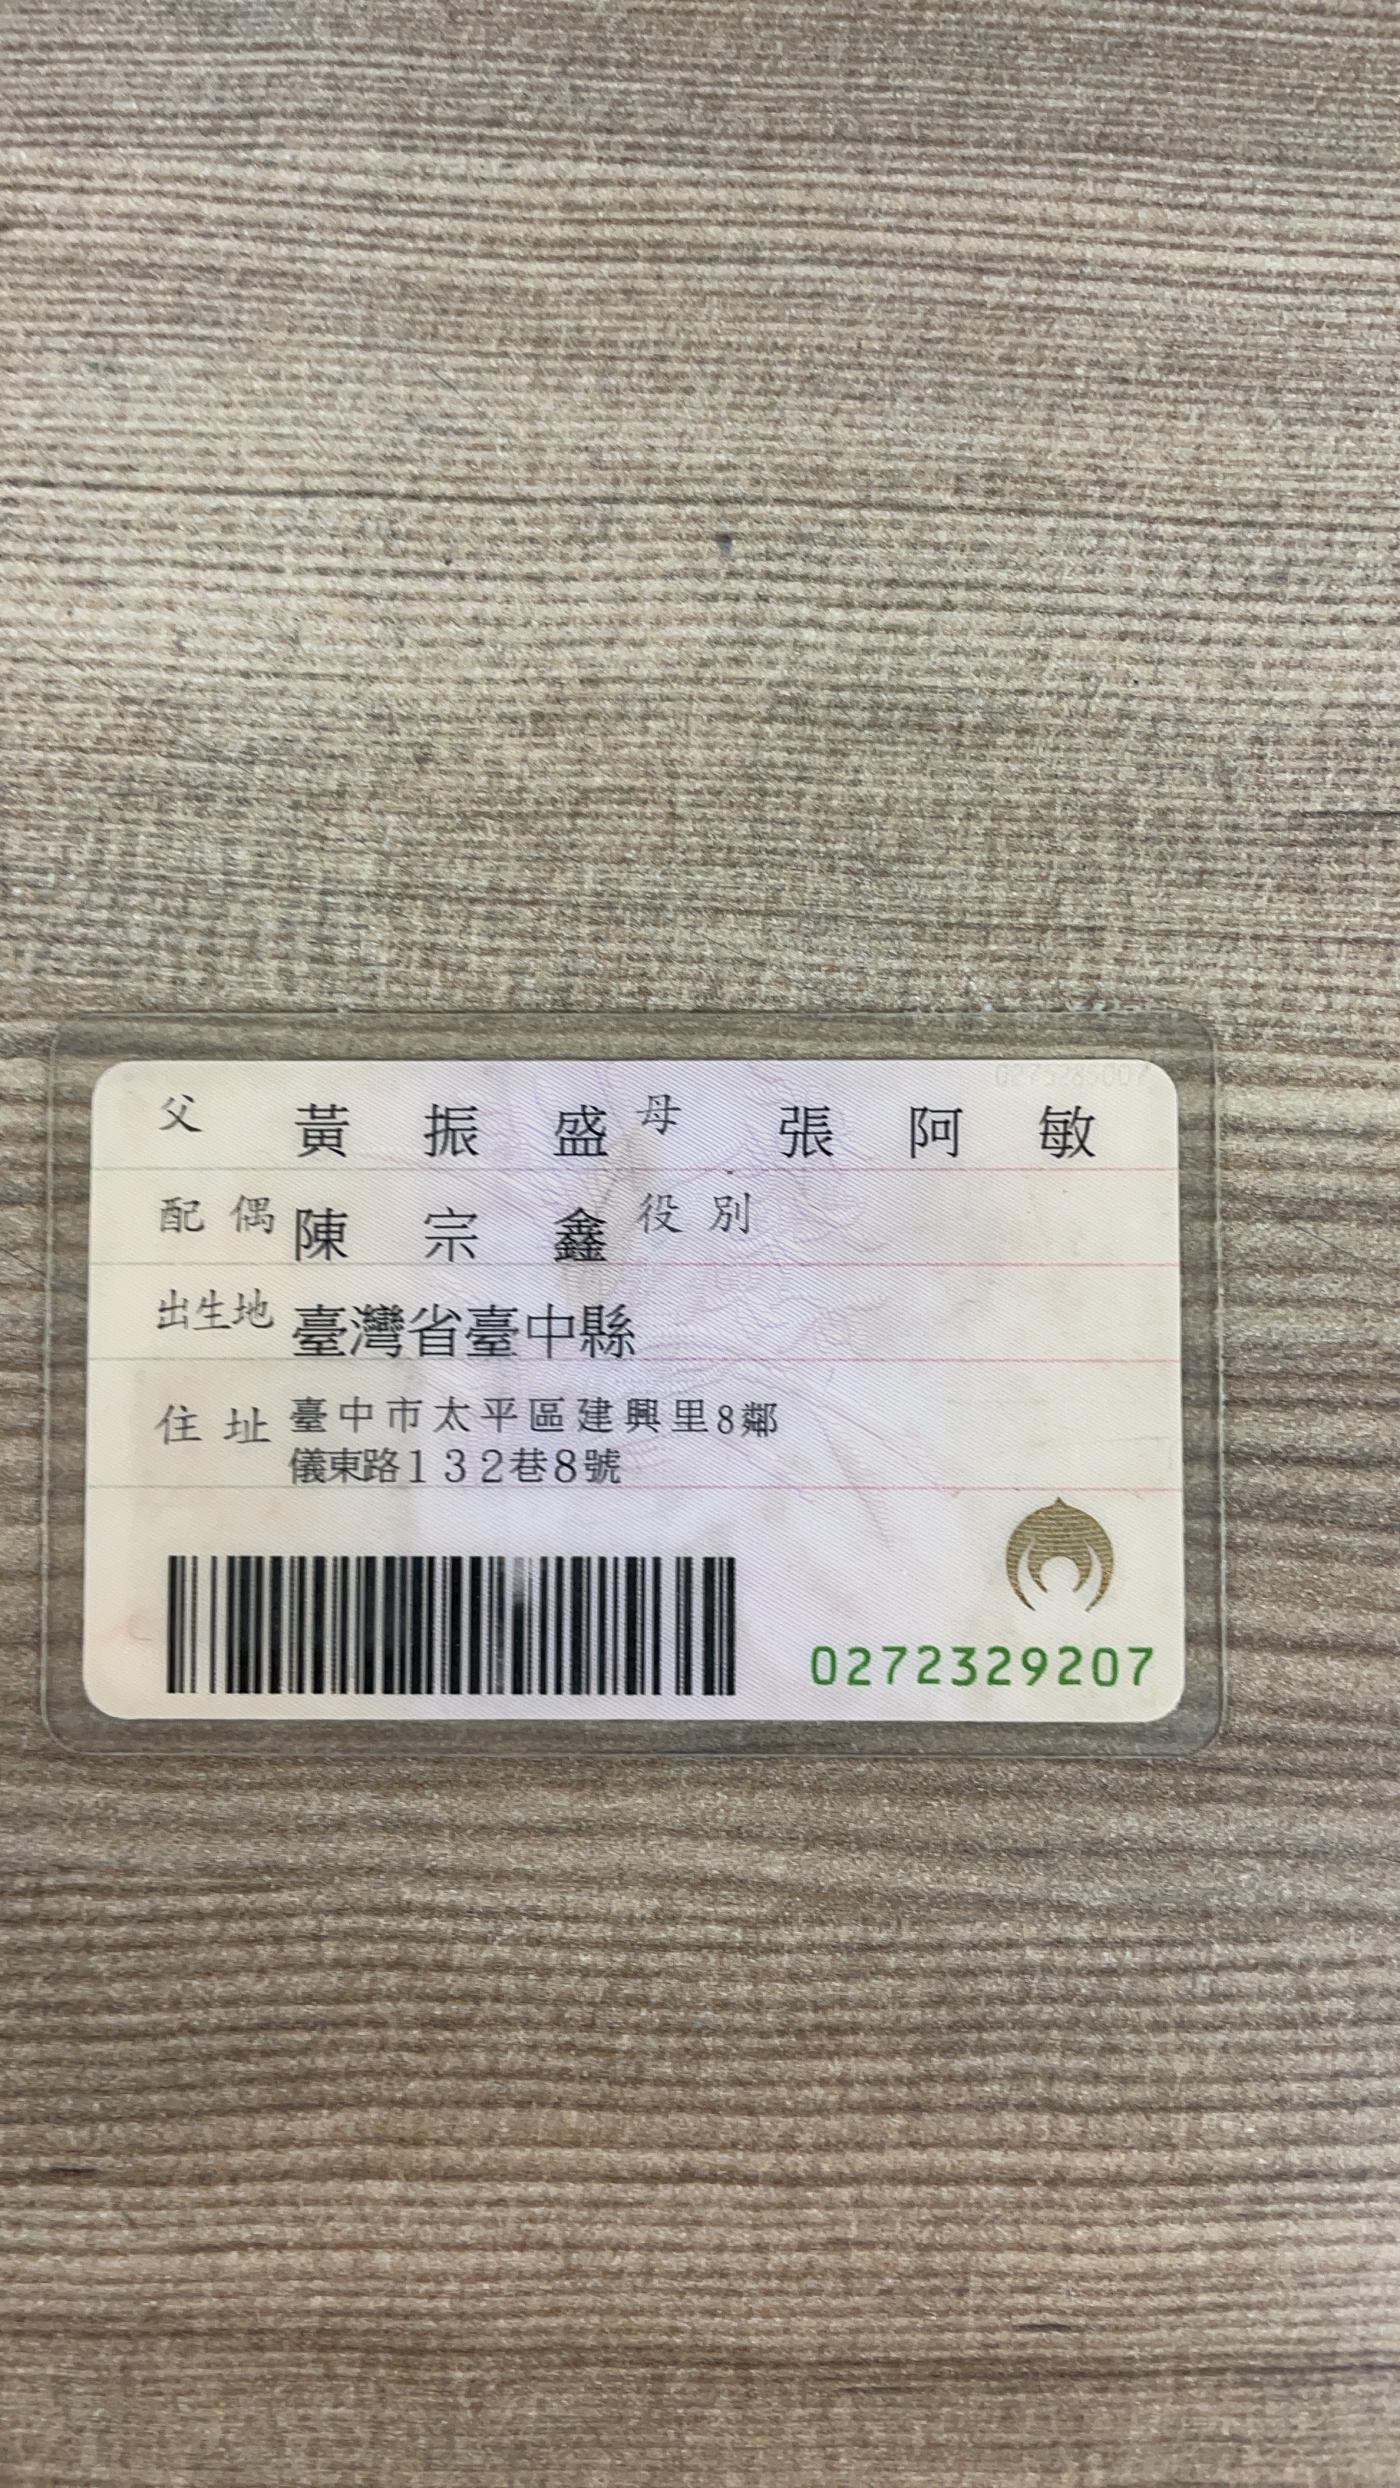 0275285007
父 黃振盛 母 張阿敏
配偶 陳宗鑫 役別
出生地 臺灣省臺中縣
住址 臺中市太平區建興里8鄰
儀東路132巷8號
0272329207